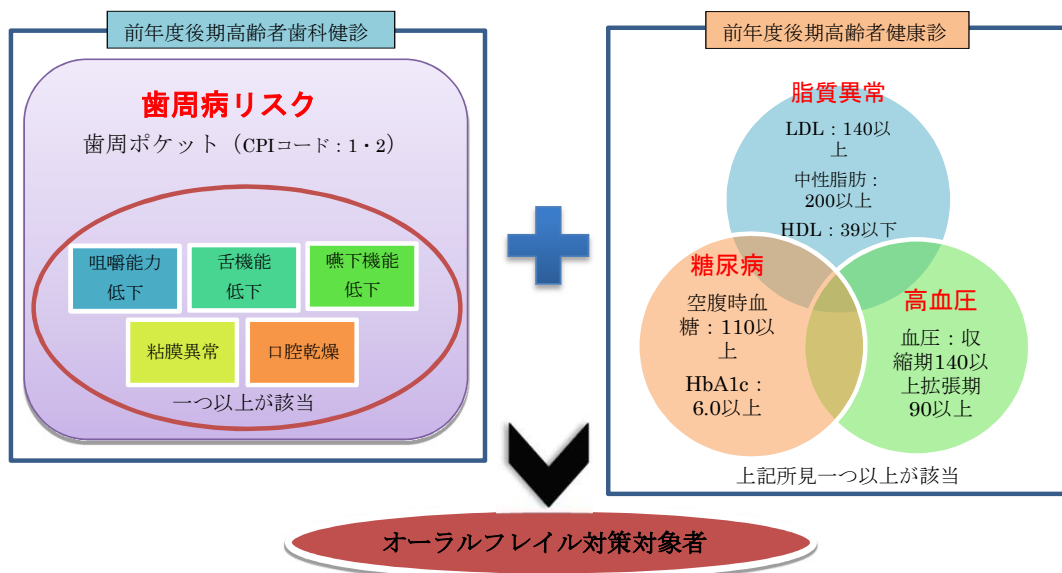 前年度後期高齢者歯科健診
歯周病リスク
歯周ポケット（CPIコード：1・2）
咀嚼能力
低下
舌機能
低下
嚥下機能
低下
粘膜異常
口腔乾燥
一つ以上が該当
前年度後期高齢者健康診
脂質異常
LDL：140以
上
中性脂肪：
200以上
HDL：39以下
糖尿病
空腹時血
糖：110以
上
HbA1c：
6.0以上
高血圧
血圧：収
縮期140以
上拡張期
90以上
上記所見一つ以上が該当
オーラルフレイル対策対象者